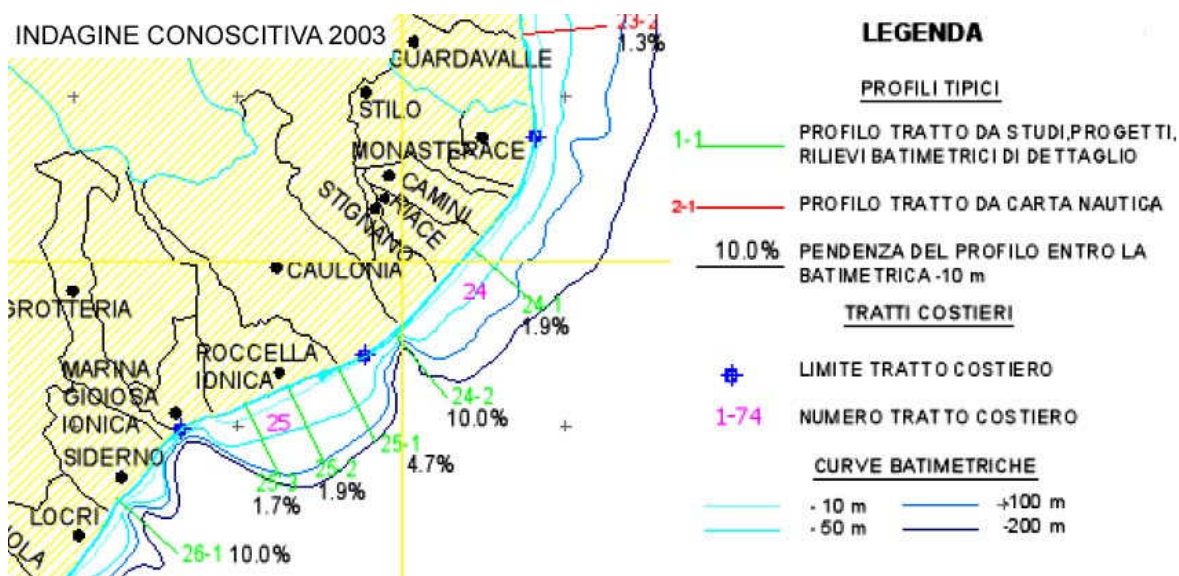 INDAGINE CONOSCITIVA 2003
23-2
1.3%
GUARDAVALLE
STILO
MONASTERACE
CAMINI
RIACE
STIGNANO
CAULONIA
24
24-1
1.9%
GROTTERIA
ROCCELLA
IONICA
MARINA
GIOIOSA
IONICA
24-2
10.0%
25
25-1
4.7%
25-2
1.9%
25-3
1.7%
SIDERNO
LOCRI
26-1 10.0%
LEGENDA
PROFILI TIPICI
1-1
PROFILO TRATTO DA STUDI,PROGETTI,
RILIEVI BATIMETRICI DI DETTAGLIO
2-1
PROFILO TRATTO DA CARTA NAUTICA
10.0%
PENDENZA DEL PROFILO ENTRO LA
BATIMETRICA -10 m
TRATTI COSTIERI
LIMITE TRATTO COSTIERO
1-74
NUMERO TRATTO COSTIERO
CURVE BATIMETRICHE
- 10 m
-100 m
- 50 m
-200 m